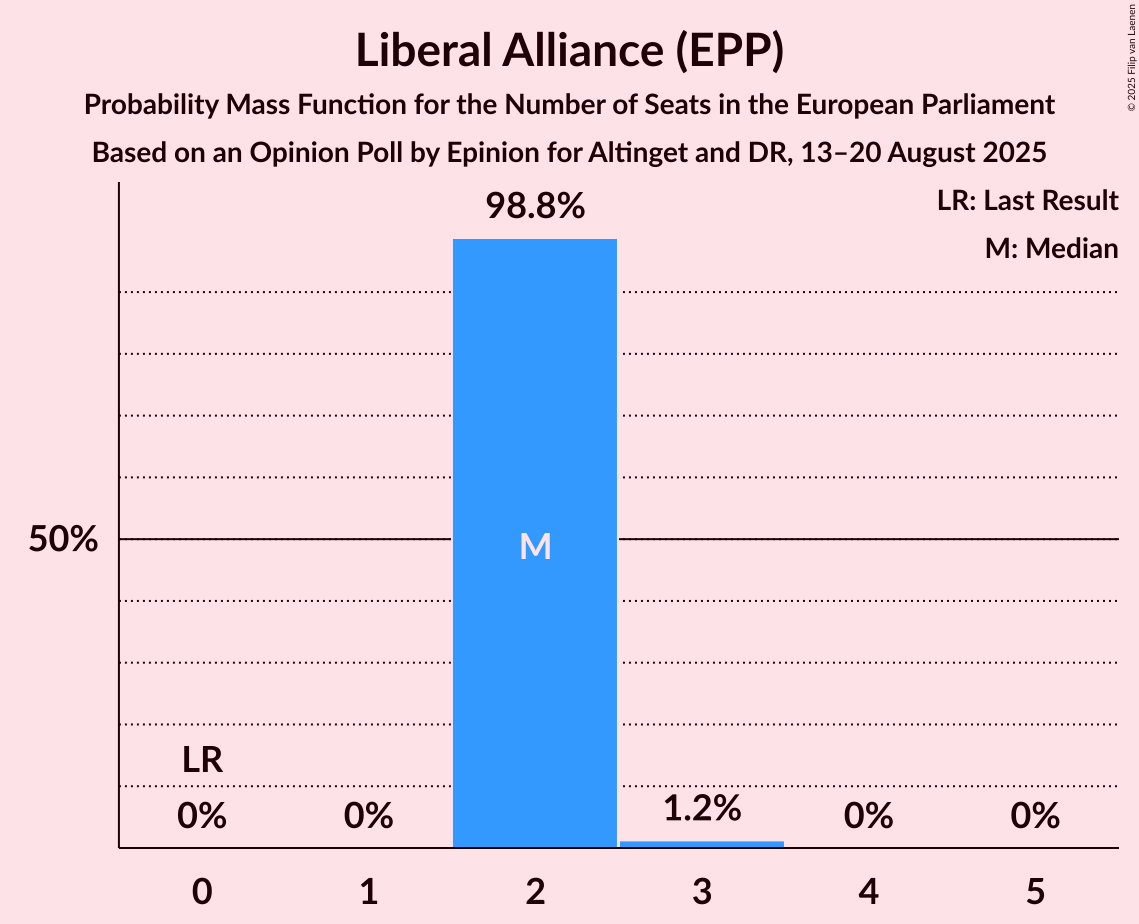 Liberal Alliance (EPP)
Probability Mass Function for the Number of Seats in the European Parliament
Based on an Opinion Poll by Epinion for Altinget and DR, 13–20 August 2025
© 2025 Filip van Laenen
LR: Last Result
M: Median
98.8%
50%
M
LR
0%
0%
1.2%
0%
0%
0
1
2
3
4
5